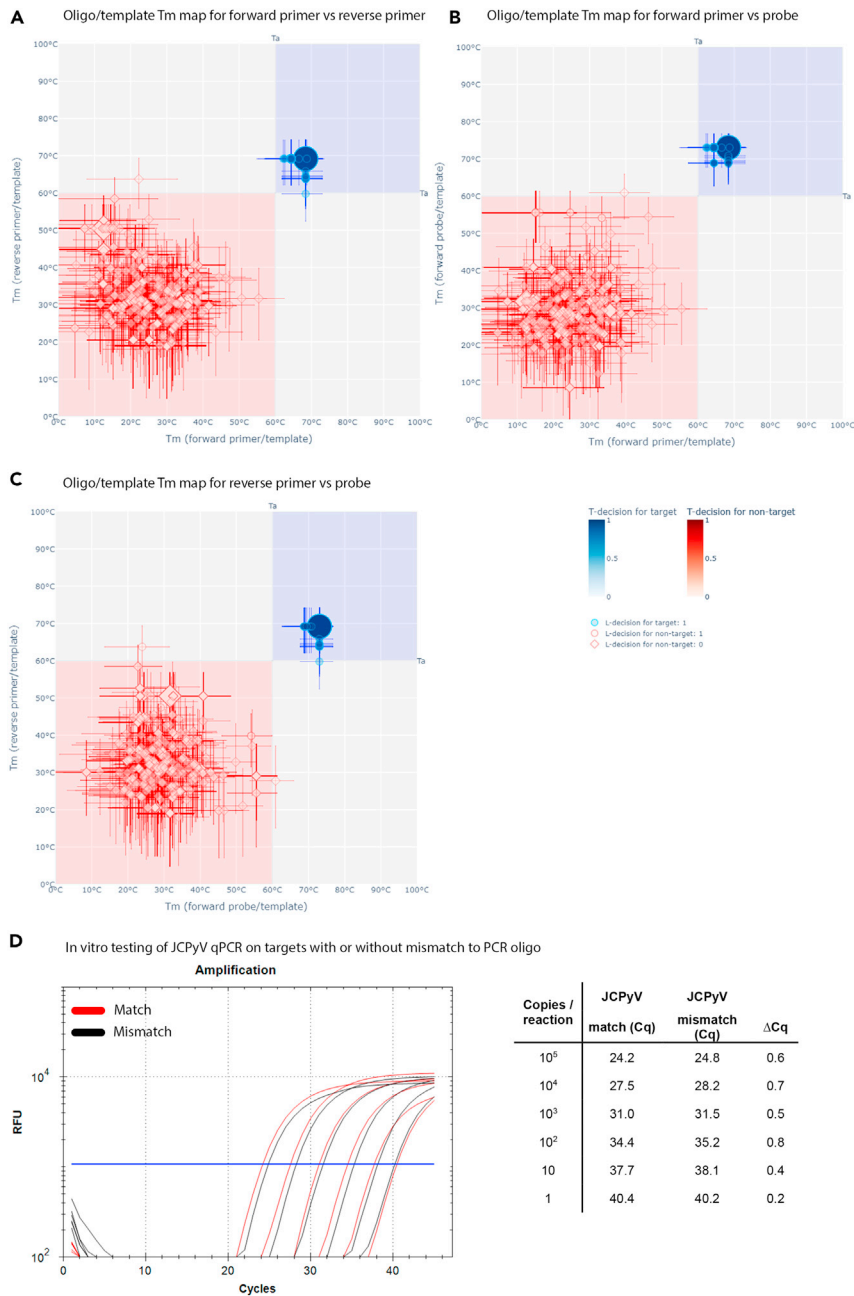 A
Oligo/template Tm map for forward primer vs reverse primer
Ta
100°C
90°C
80°C
70°C
60°C
50°C
40°C
30°C
20°C
10°C
0°C
Ta
Tm (reverse primer/template)
0°C 10°C 20°C 30°C 40°C 50°C 60°C 70°C 80°C 90°C 100°C
Tm (forward primer/template)
B
Oligo/template Tm map for forward primer vs probe
Ta
100°C
90°C
80°C
70°C
60°C
50°C
40°C
30°C
20°C
10°C
0°C
Ta
Tm (forward probe/template)
0°C 10°C 20°C 30°C 40°C 50°C 60°C 70°C 80°C 90°C 100°C
Tm (forward primer/template)
C
Oligo/template Tm map for reverse primer vs probe
Ta
100°C
90°C
80°C
70°C
60°C
50°C
40°C
30°C
20°C
10°C
0°C
Ta
Tm (reverse primer/template)
0°C 10°C 20°C 30°C 40°C 50°C 60°C 70°C 80°C 90°C 100°C
Tm (forward probe/template)
T-decision for target
1
0.5
0
T-decision for non-target
1
0.5
0
L-decision for target: 1
L-decision for non-target: 1
L-decision for non-target: 0
D
In vitro testing of JCPyV qPCR on targets with or without mismatch to PCR oligo
Amplification
Match
Mismatch
RFU
10⁴
10²
0 10 20 30 40
Cycles
Copies / reaction JCPyV match (Cq) JCPyV mismatch (Cq) ΔCq
10⁵ 24.2 24.8 0.6
10⁴ 27.5 28.2 0.7
10³ 31.0 31.5 0.5
10² 34.4 35.2 0.8
10 37.7 38.1 0.4
1 40.4 40.2 0.2